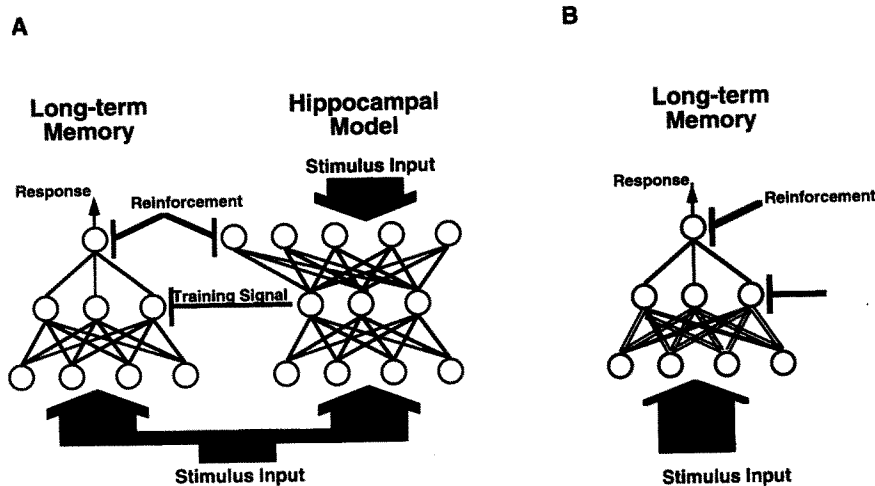 A
Long-term
Memory
Hippocampal
Model
Stimulus Input
Response
Reinforcement
Training Signal
Stimulus Input
B
Long-term
Memory
Response
Reinforcement
Stimulus Input